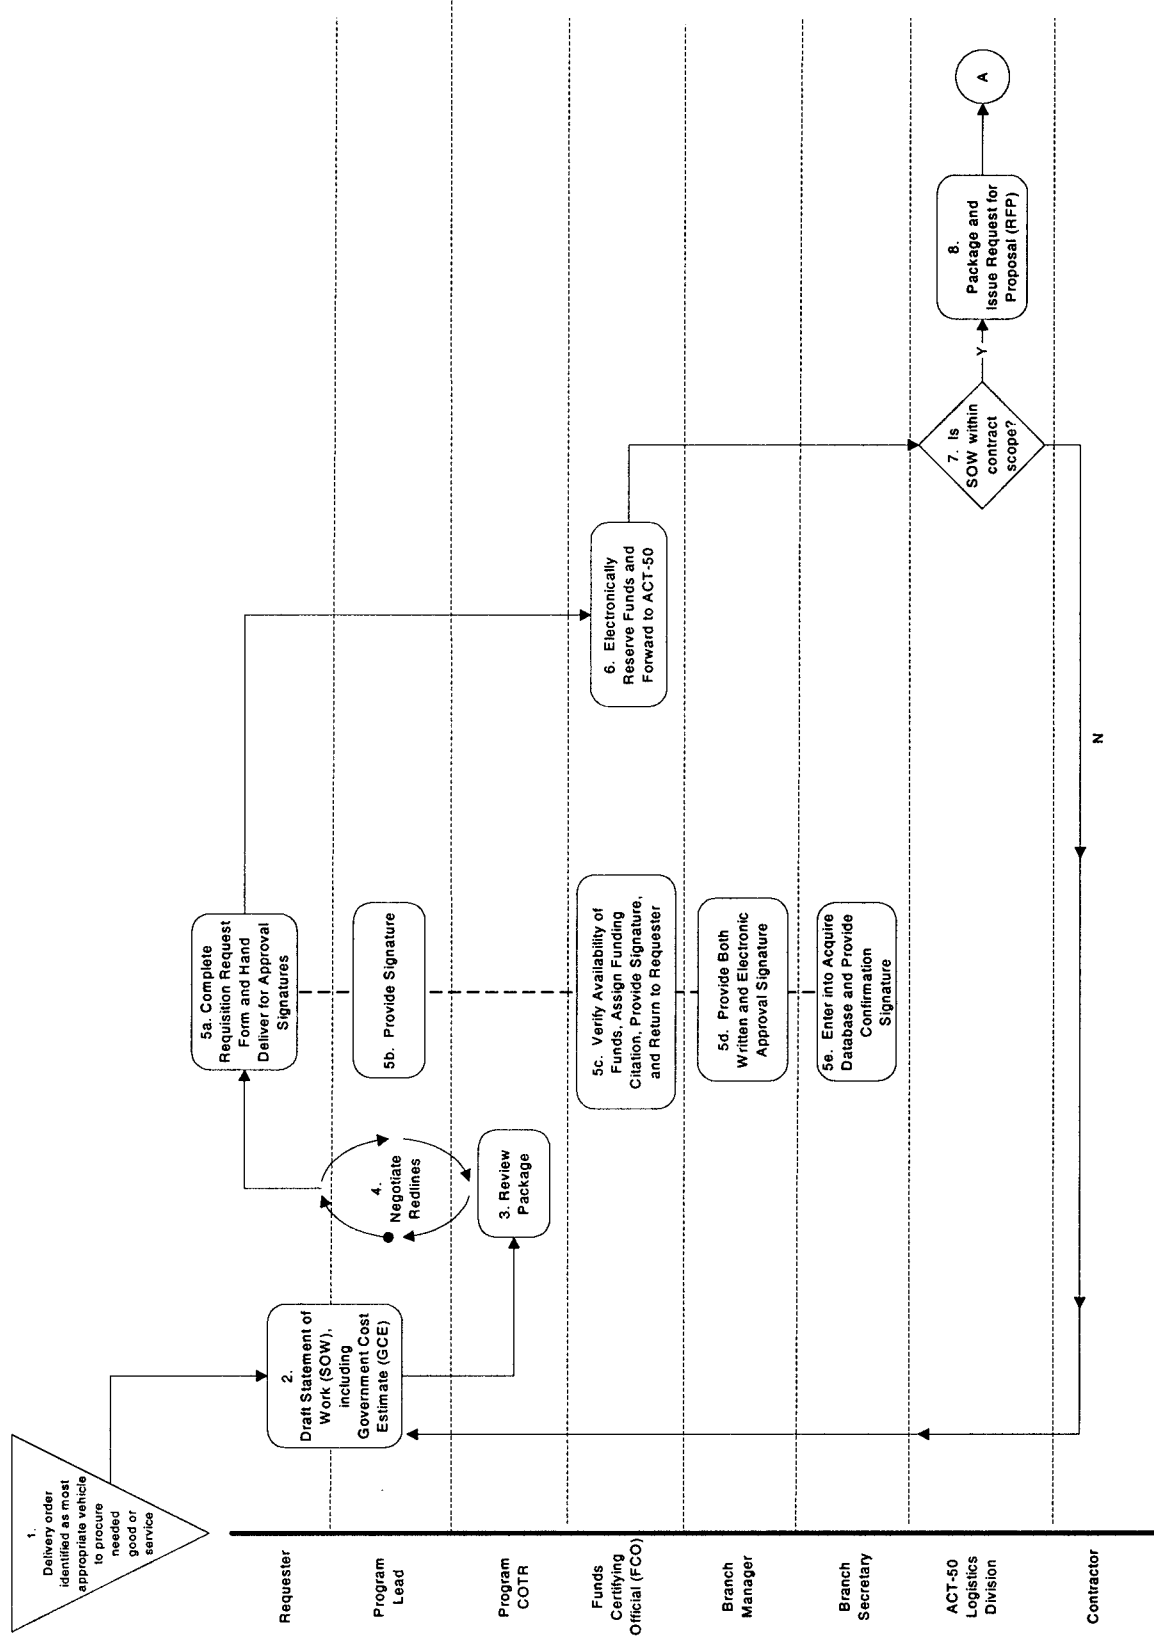 1.
Delivery order
identified as most
appropriate vehicle
to procure
needed
good or
service
Requester
Program
Lead
Program
COTR
Funds
Certifying
Official (FCO)
Branch
Manager
Branch
Secretary
ACT-50
Logistics
Division
Contractor
2.
Draft Statement of
Work (SOW),
including
Government Cost
Estimate (GCE)
3. Review
Package
4.
Negotiate
Redlines
5a. Complete
Requisition Request
Form and Hand
Deliver for Approval
Signatures
5b. Provide Signature
5c. Verify Availability of
Funds, Assign Funding
Citation, Provide Signature,
and Return to Requester
5d. Provide Both
Written and Electronic
Approval Signature
5e. Enter into Acquire
Database and Provide
Confirmation
Signature
6. Electronically
Reserve Funds and
Forward to ACT-50
7. Is
SOW within
contract
scope?
Y
N
8.
Package and
Issue Request for
Proposal (RFP)
A